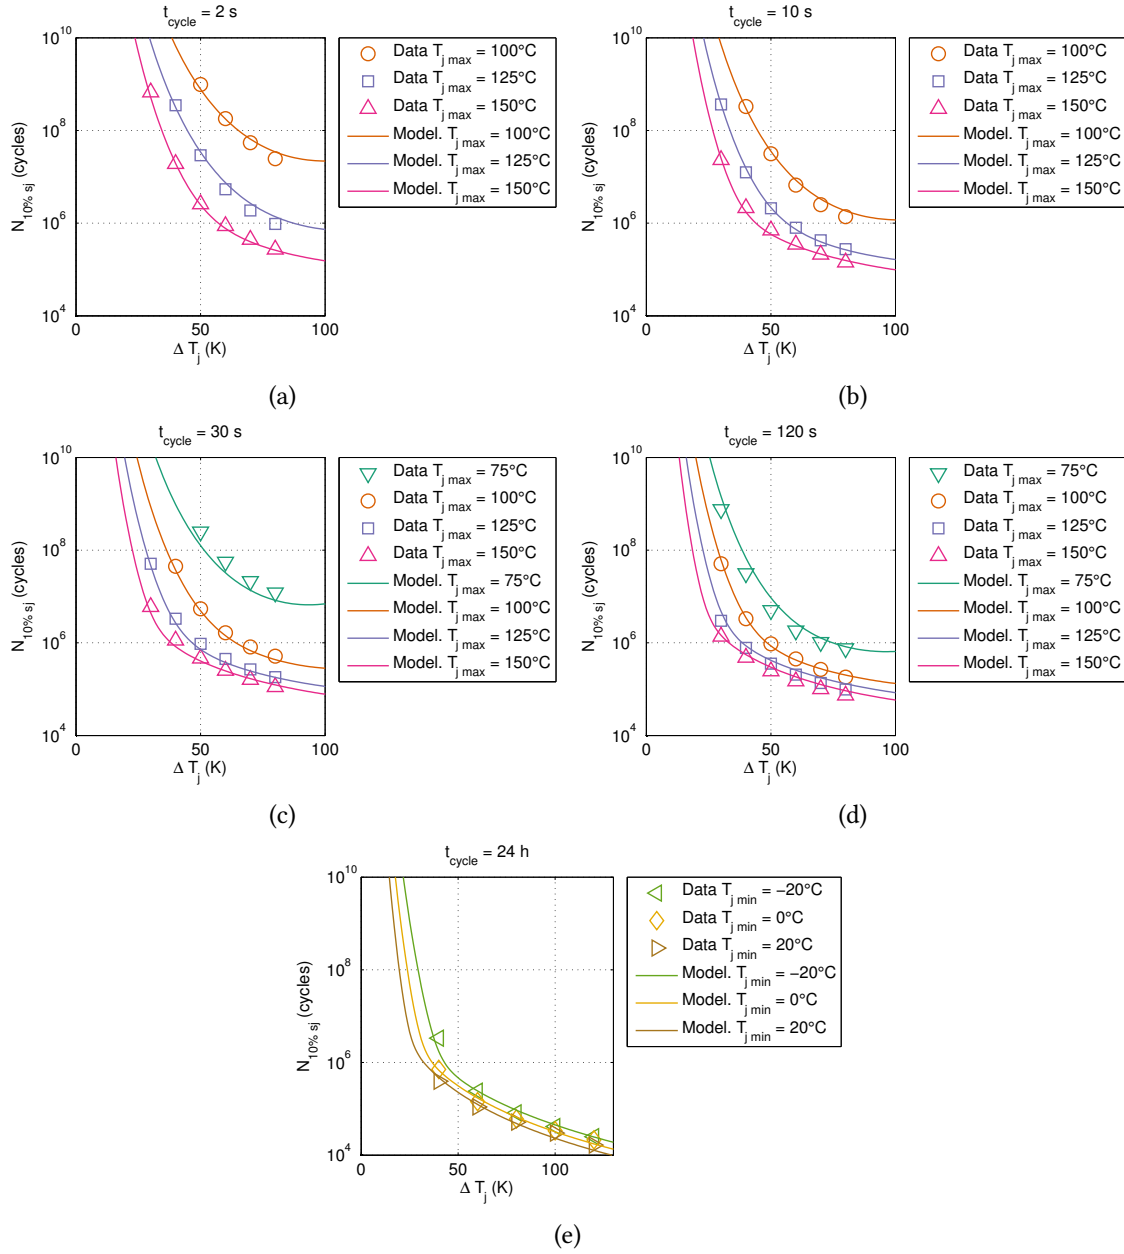 t_cycle = 2 s
10^10
10^8
10^6
10^4
N_10% sj (cycles)
0 50 100
Δ T_j (K)
Data T_j max = 100°C
Data T_j max = 125°C
Data T_j max = 150°C
Model. T_j max = 100°C
Model. T_j max = 125°C
Model. T_j max = 150°C
(a)
t_cycle = 10 s
10^10
10^8
10^6
10^4
N_10% sj (cycles)
0 50 100
Δ T_j (K)
Data T_j max = 100°C
Data T_j max = 125°C
Data T_j max = 150°C
Model. T_j max = 100°C
Model. T_j max = 125°C
Model. T_j max = 150°C
(b)
t_cycle = 30 s
10^10
10^8
10^6
10^4
N_10% sj (cycles)
0 50 100
Δ T_j (K)
Data T_j max = 75°C
Data T_j max = 100°C
Data T_j max = 125°C
Data T_j max = 150°C
Model. T_j max = 75°C
Model. T_j max = 100°C
Model. T_j max = 125°C
Model. T_j max = 150°C
(c)
t_cycle = 120 s
10^10
10^8
10^6
10^4
N_10% sj (cycles)
0 50 100
Δ T_j (K)
Data T_j max = 75°C
Data T_j max = 100°C
Data T_j max = 125°C
Data T_j max = 150°C
Model. T_j max = 75°C
Model. T_j max = 100°C
Model. T_j max = 125°C
Model. T_j max = 150°C
(d)
t_cycle = 24 h
10^10
10^8
10^6
10^4
N_10% sj (cycles)
0 50 100
Δ T_j (K)
Data T_j min = −20°C
Data T_j min = 0°C
Data T_j min = 20°C
Model. T_j min = −20°C
Model. T_j min = 0°C
Model. T_j min = 20°C
(e)